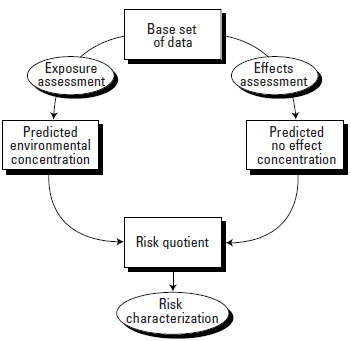 Base set
of data
Exposure
assessment
Effects
assessment
Predicted
environmental
concentration
Predicted
no effect
concentration
Risk quotient
Risk
characterization